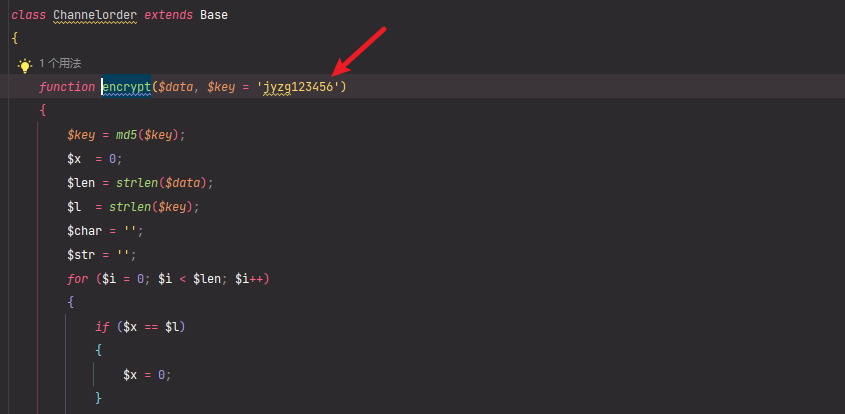 class Channelorder extends Base
{
1 个用法
function encrypt($data, $key = 'jyzg123456')
{
$key = md5($key);
$x = 0;
$len = strlen($data);
$l = strlen($key);
$char = '';
$str = '';
for ($i = 0; $i < $len; $i++)
{
if ($x == $l)
{
$x = 0;
}